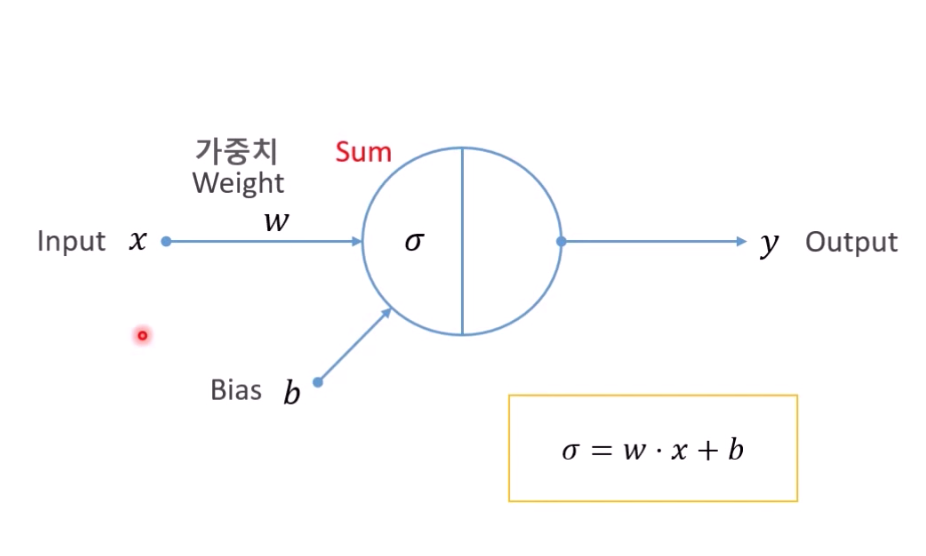 가중치
Weight
Sum
w
Input x
σ
y Output
Bias b
σ = w · x + b